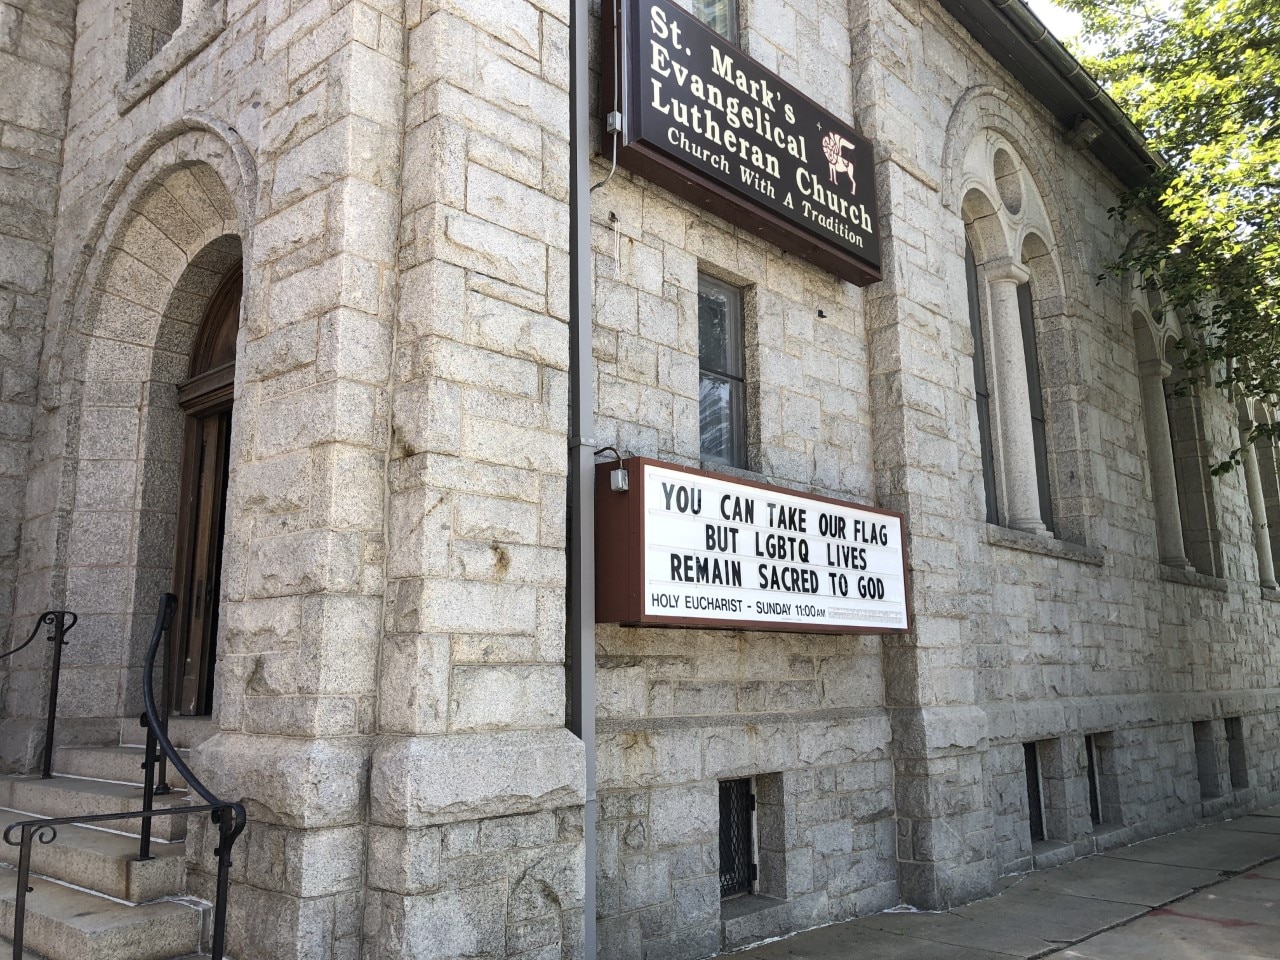 St. Mark's
Evangelical
Lutheran Church
Church With A Tradition
YOU CAN TAKE OUR FLAG
BUT LGBTQ LIVES
REMAIN SACRED TO GOD
HOLY EUCHARIST - SUNDAY 11:00AM